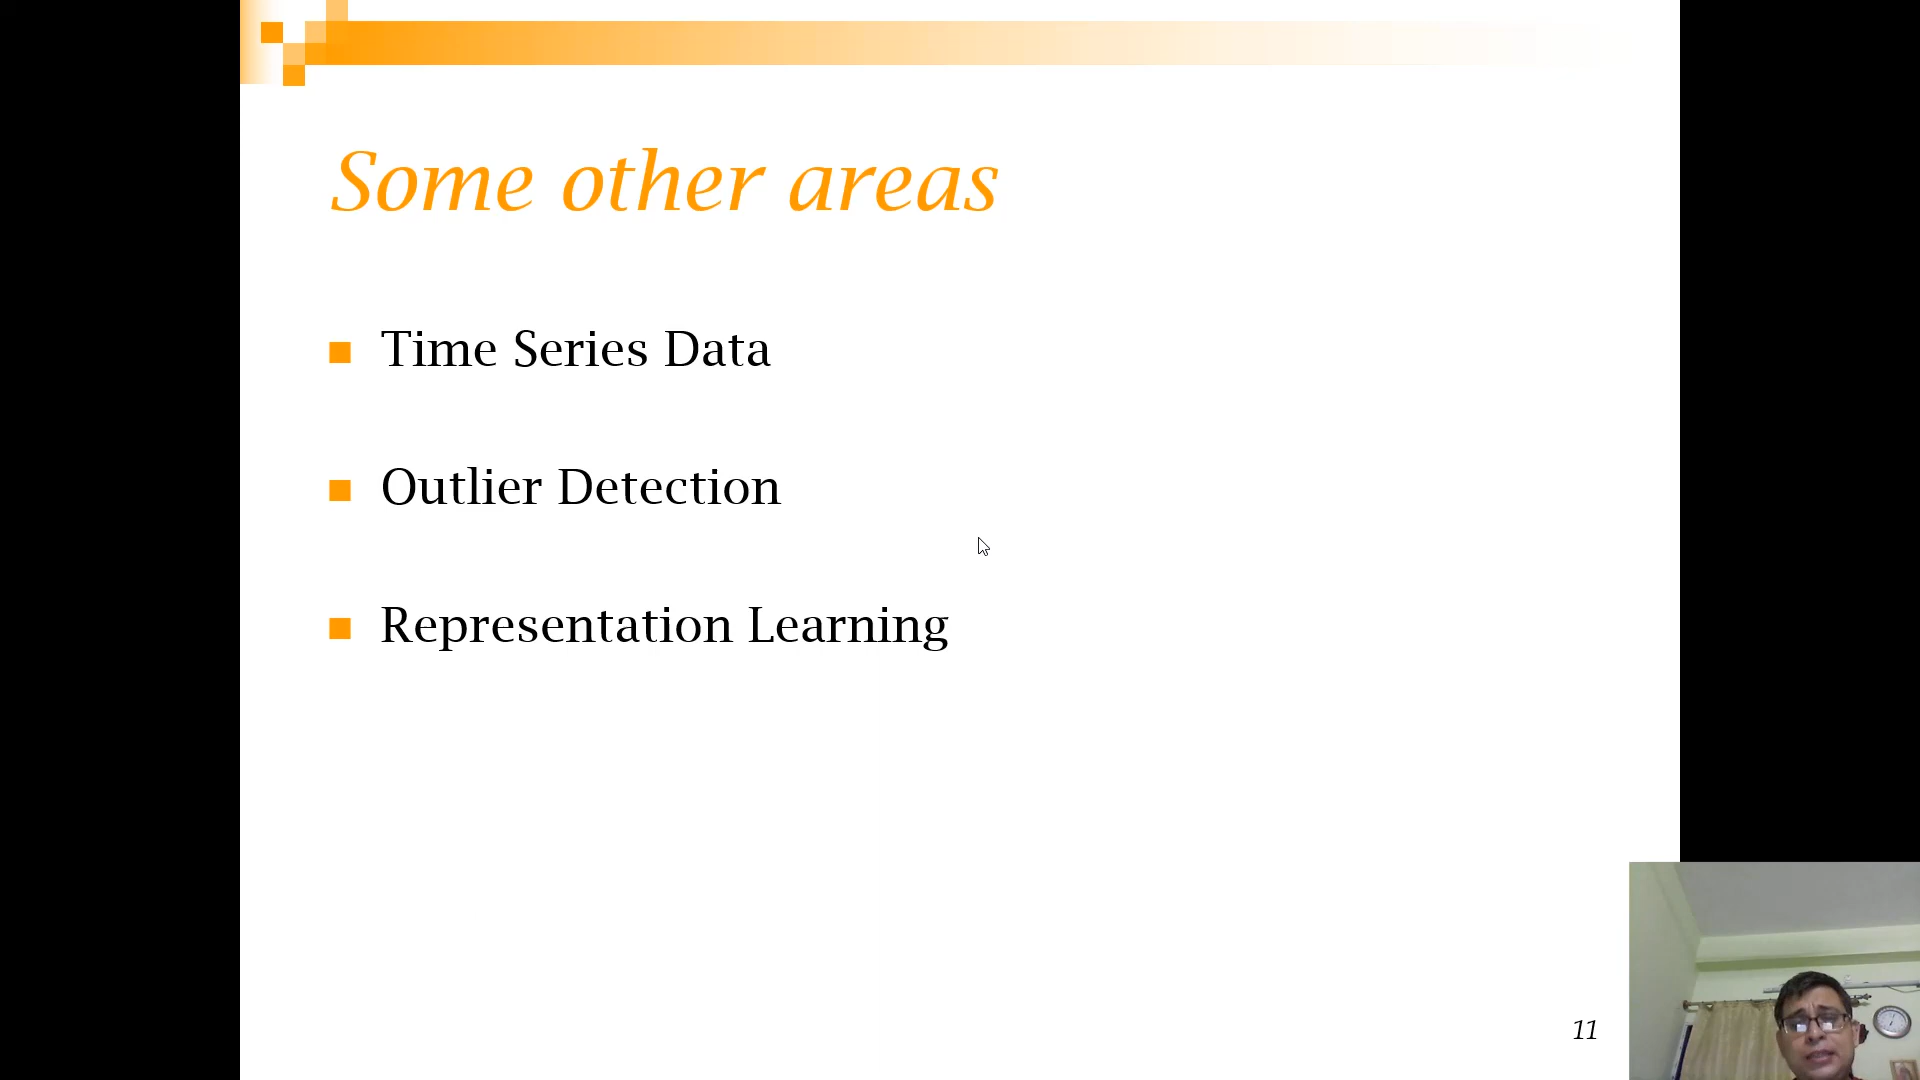 Some other areas
Time Series Data
Outlier Detection
Representation Learning
11